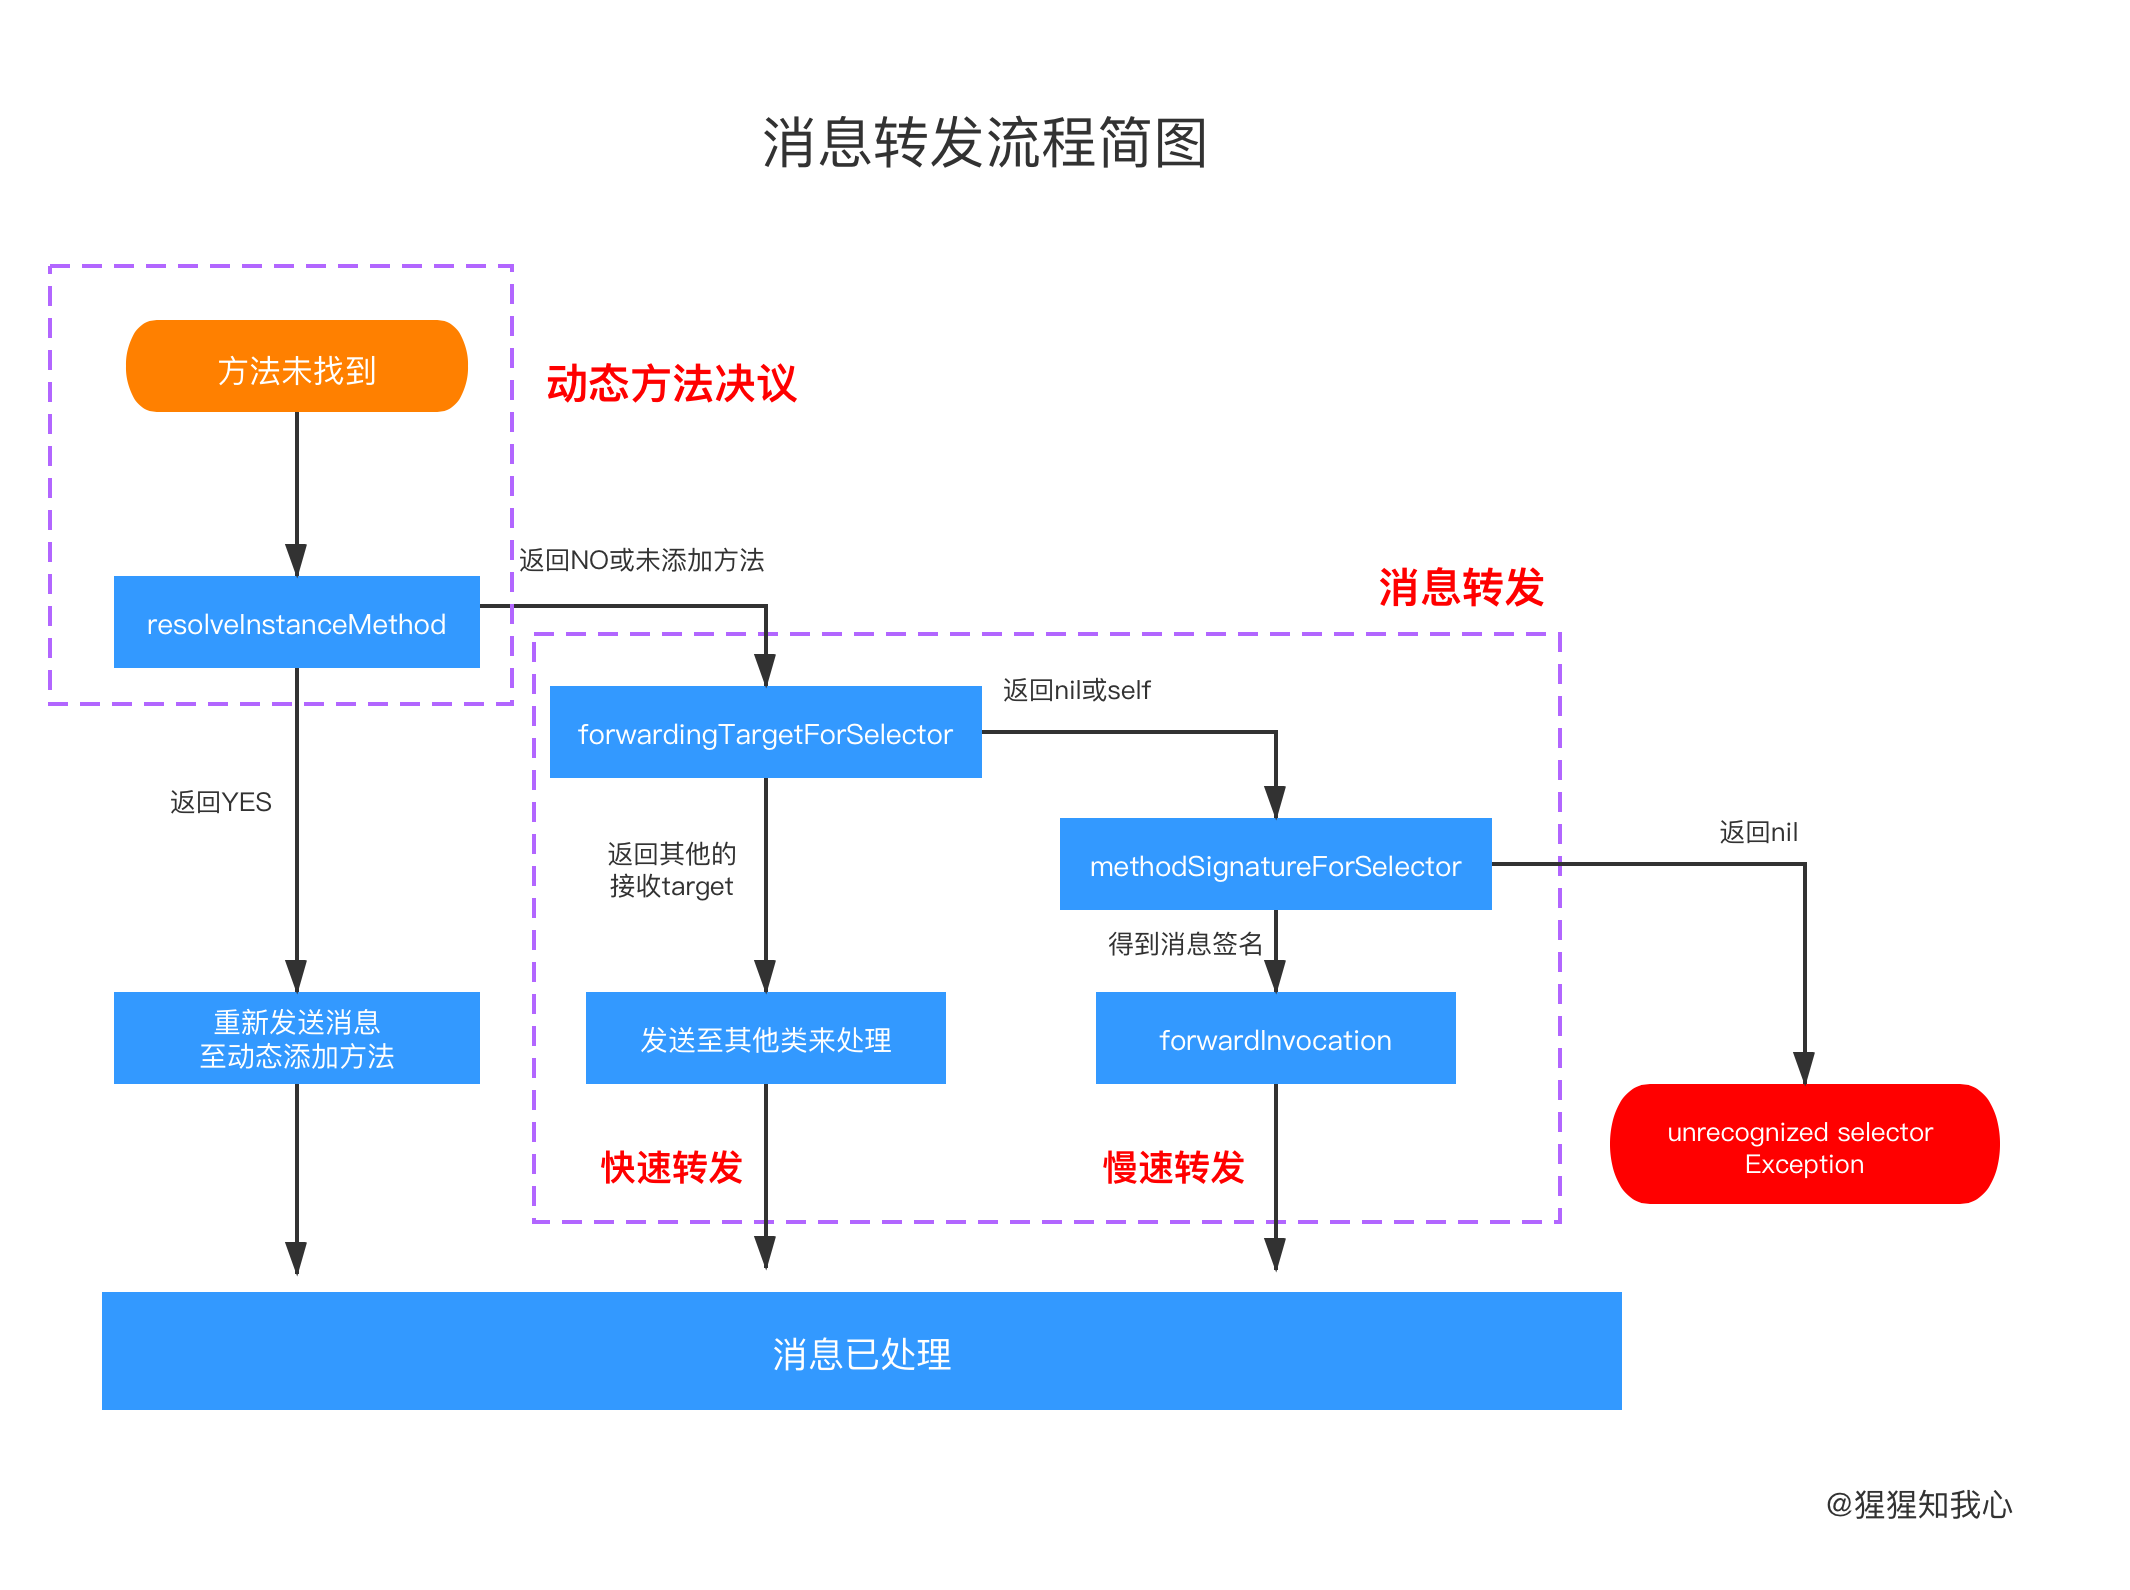 消息转发流程简图
方法未找到
动态方法决议
返回NO或未添加方法
消息转发
resolveInstanceMethod
返回nil或self
forwardingTargetForSelector
返回YES
返回nil
返回其他的
接收target
methodSignatureForSelector
得到消息签名
重新发送消息
至动态添加方法
发送至其他类来处理
forwardInvocation
unrecognized selector
Exception
快速转发
慢速转发
消息已处理
@猩猩知我心